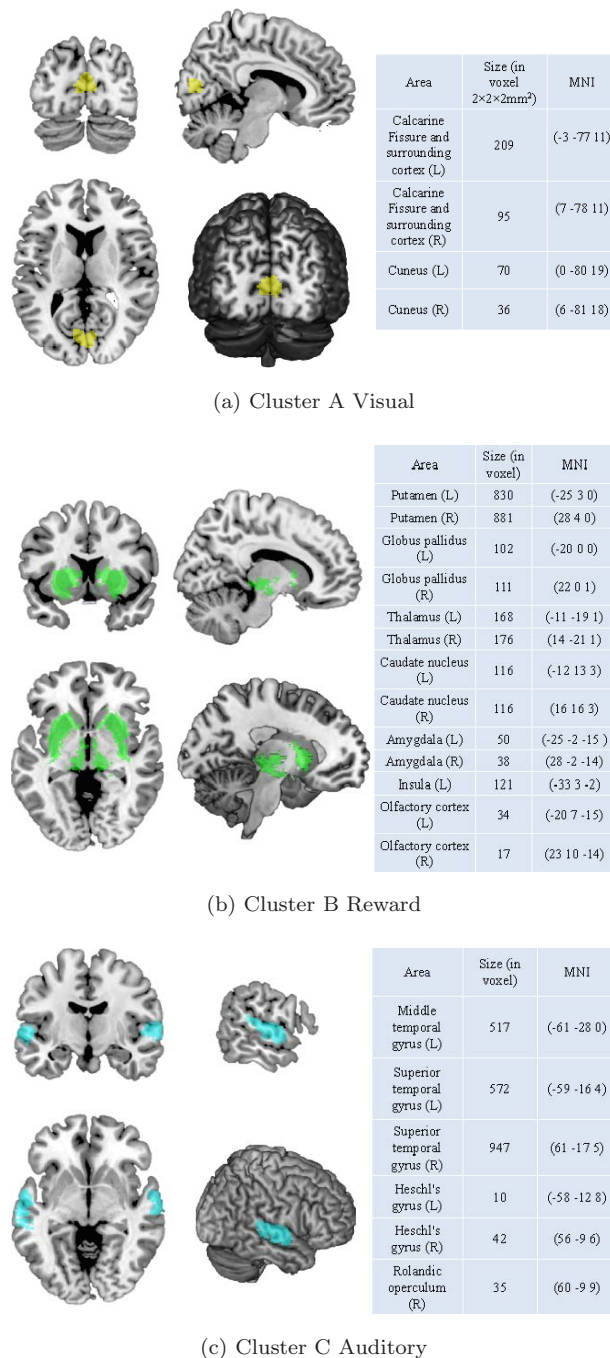 Area
Size (in
voxel
2×2×2mm²)
MNI
Calcarine
Fissure and
surrounding
cortex (L)
209
(-3 -77 11)
Calcarine
Fissure and
surrounding
cortex (R)
95
(7 -78 11)
Cuneus (L)
70
(0 -80 19)
Cuneus (R)
36
(6 -81 18)
(a) Cluster A Visual
Area
Size (in
voxel)
MNI
Putamen (L)
830
(-25 3 0)
Putamen (R)
881
(28 4 0)
Globus pallidus
(L)
102
(-20 0 0)
Globus pallidus
(R)
111
(22 0 1)
Thalamus (L)
168
(-11 -19 1)
Thalamus (R)
176
(14 -21 1)
Caudate nucleus
(L)
116
(-12 13 3)
Caudate nucleus
(R)
116
(16 16 3)
Amygdala (L)
50
(-25 -2 -15 )
Amygdala (R)
38
(28 -2 -14)
Insula (L)
121
(-33 3 -2)
Olfactory cortex
(L)
34
(-20 7 -15)
Olfactory cortex
(R)
17
(23 10 -14)
(b) Cluster B Reward
Area
Size (in
voxel)
MNI
Middle
temporal
gyrus (L)
517
(-61 -28 0)
Superior
temporal
gyrus (L)
572
(-59 -16 4)
Superior
temporal
gyrus (R)
947
(61 -17 5)
Heschl's
gyrus (L)
10
(-58 -12 8)
Heschl's
gyrus (R)
42
(56 -9 6)
Rolandic
operculum
(R)
35
(60 -9 9)
(c) Cluster C Auditory